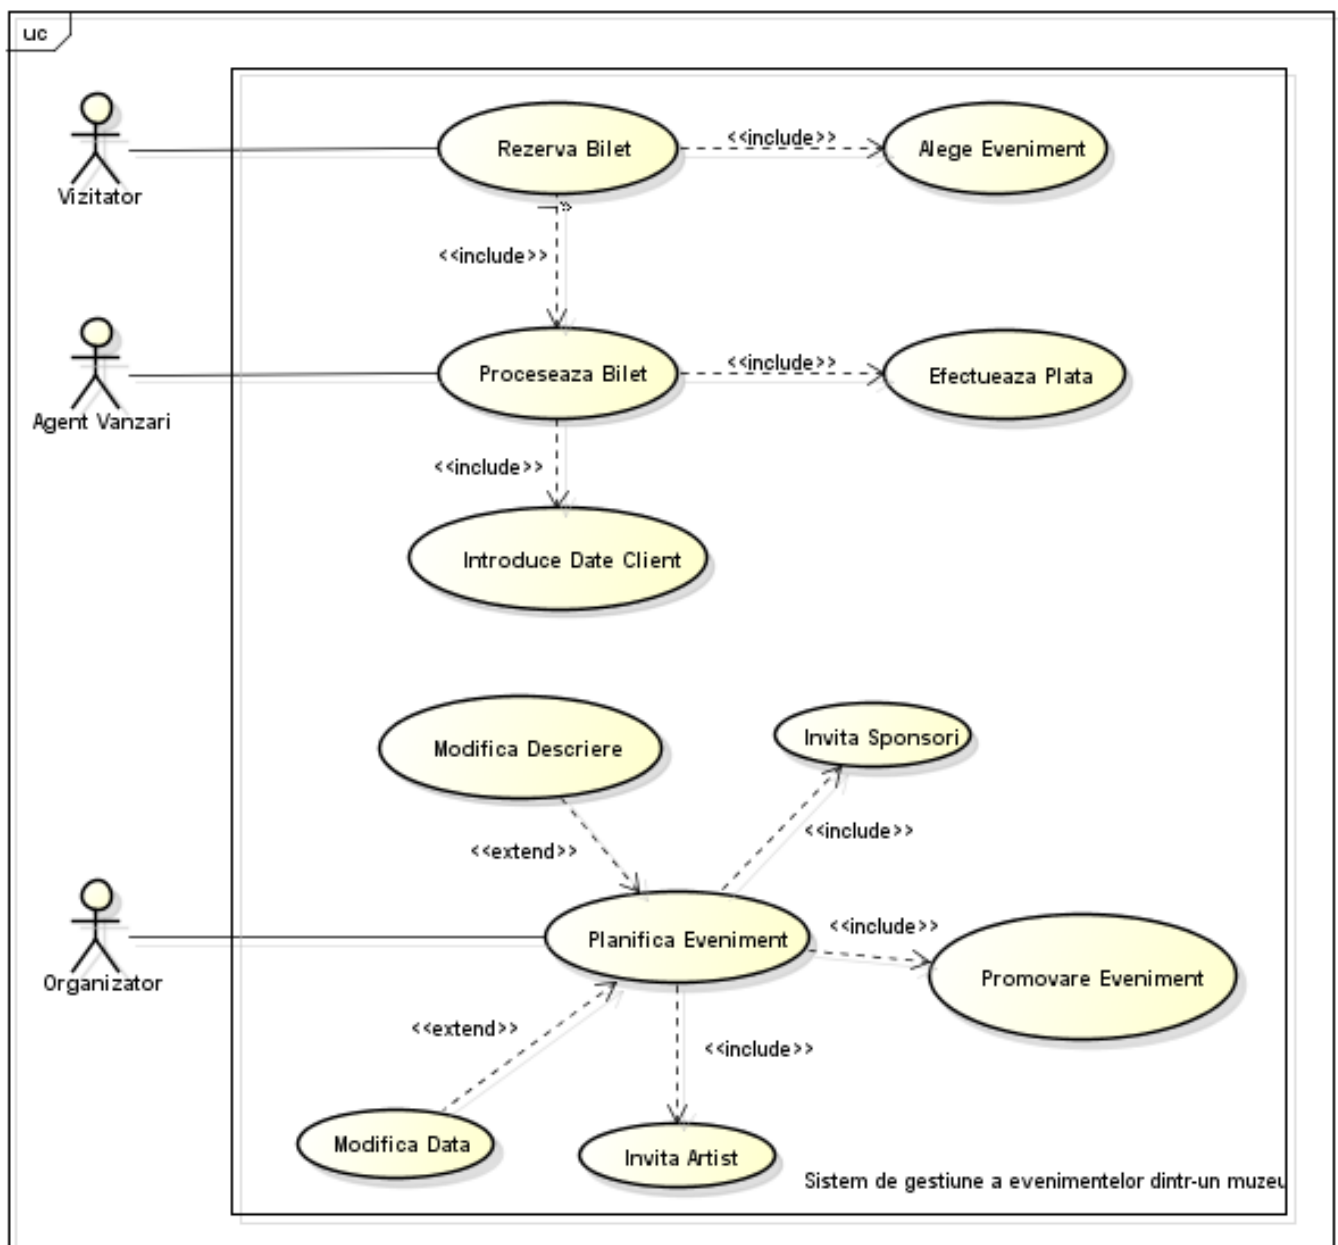 uc
Rezerva Bilet
<<include>>
Alege Eveniment
Vizitator
<<include>>
Proceseaza Bilet
<<include>>
Efectueaza Plata
Agent Vanzari
<<include>>
Introduce Date Client
Modifica Descriere
Invita Sponsori
<<extend>>
<<include>>
Planifica Eveniment
<<include>>
Promovare Eveniment
Organizator
<<extend>>
<<include>>
Modifica Data
Invita Artist
Sistem de gestiune a evenimentelor dintr-un muzeu